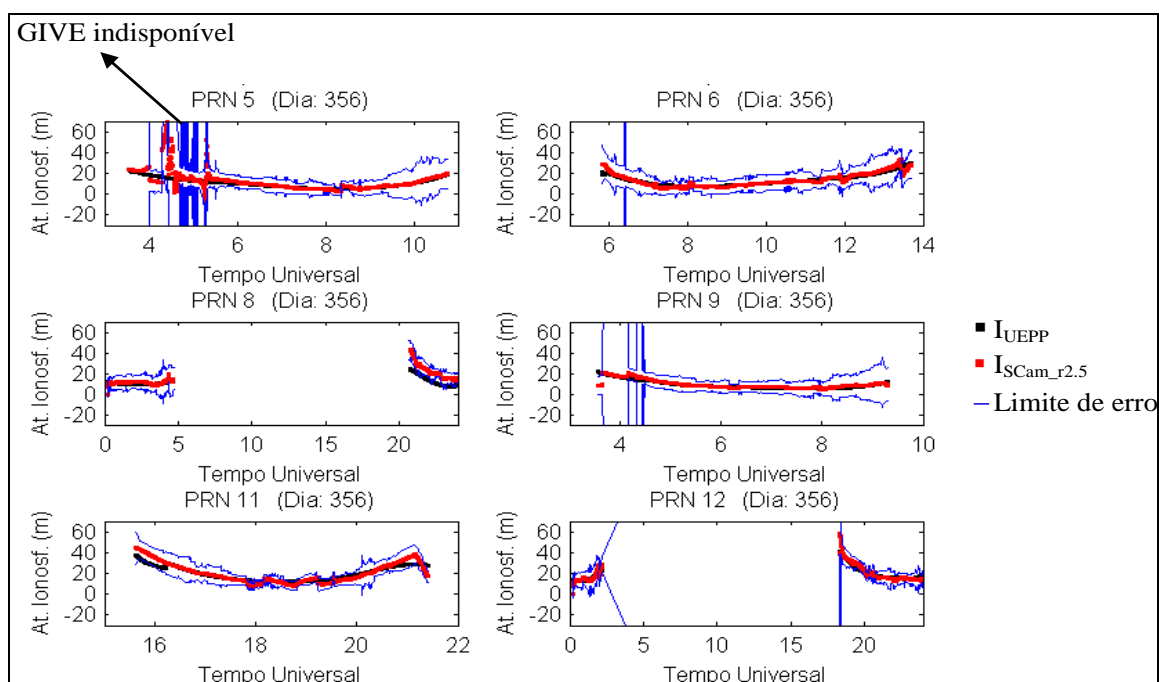 GIVE indisponível
PRN 5 (Dia: 356)
At. Ionosf. (m)
60
40
20
0
-20
4 6 8 10
Tempo Universal
PRN 6 (Dia: 356)
At. Ionosf. (m)
60
40
20
0
-20
6 8 10 12 14
Tempo Universal
PRN 8 (Dia: 356)
At. Ionosf. (m)
60
40
20
0
-20
0 5 10 15 20
Tempo Universal
PRN 9 (Dia: 356)
At. Ionosf. (m)
60
40
20
0
-20
4 6 8 10
Tempo Universal
I_UEPP
I_SCam_r2.5
Limite de erro
PRN 11 (Dia: 356)
At. Ionosf. (m)
60
40
20
0
-20
16 18 20 22
Tempo Universal
PRN 12 (Dia: 356)
At. Ionosf. (m)
60
40
20
0
-20
0 5 10 15 20
Tempo Universal